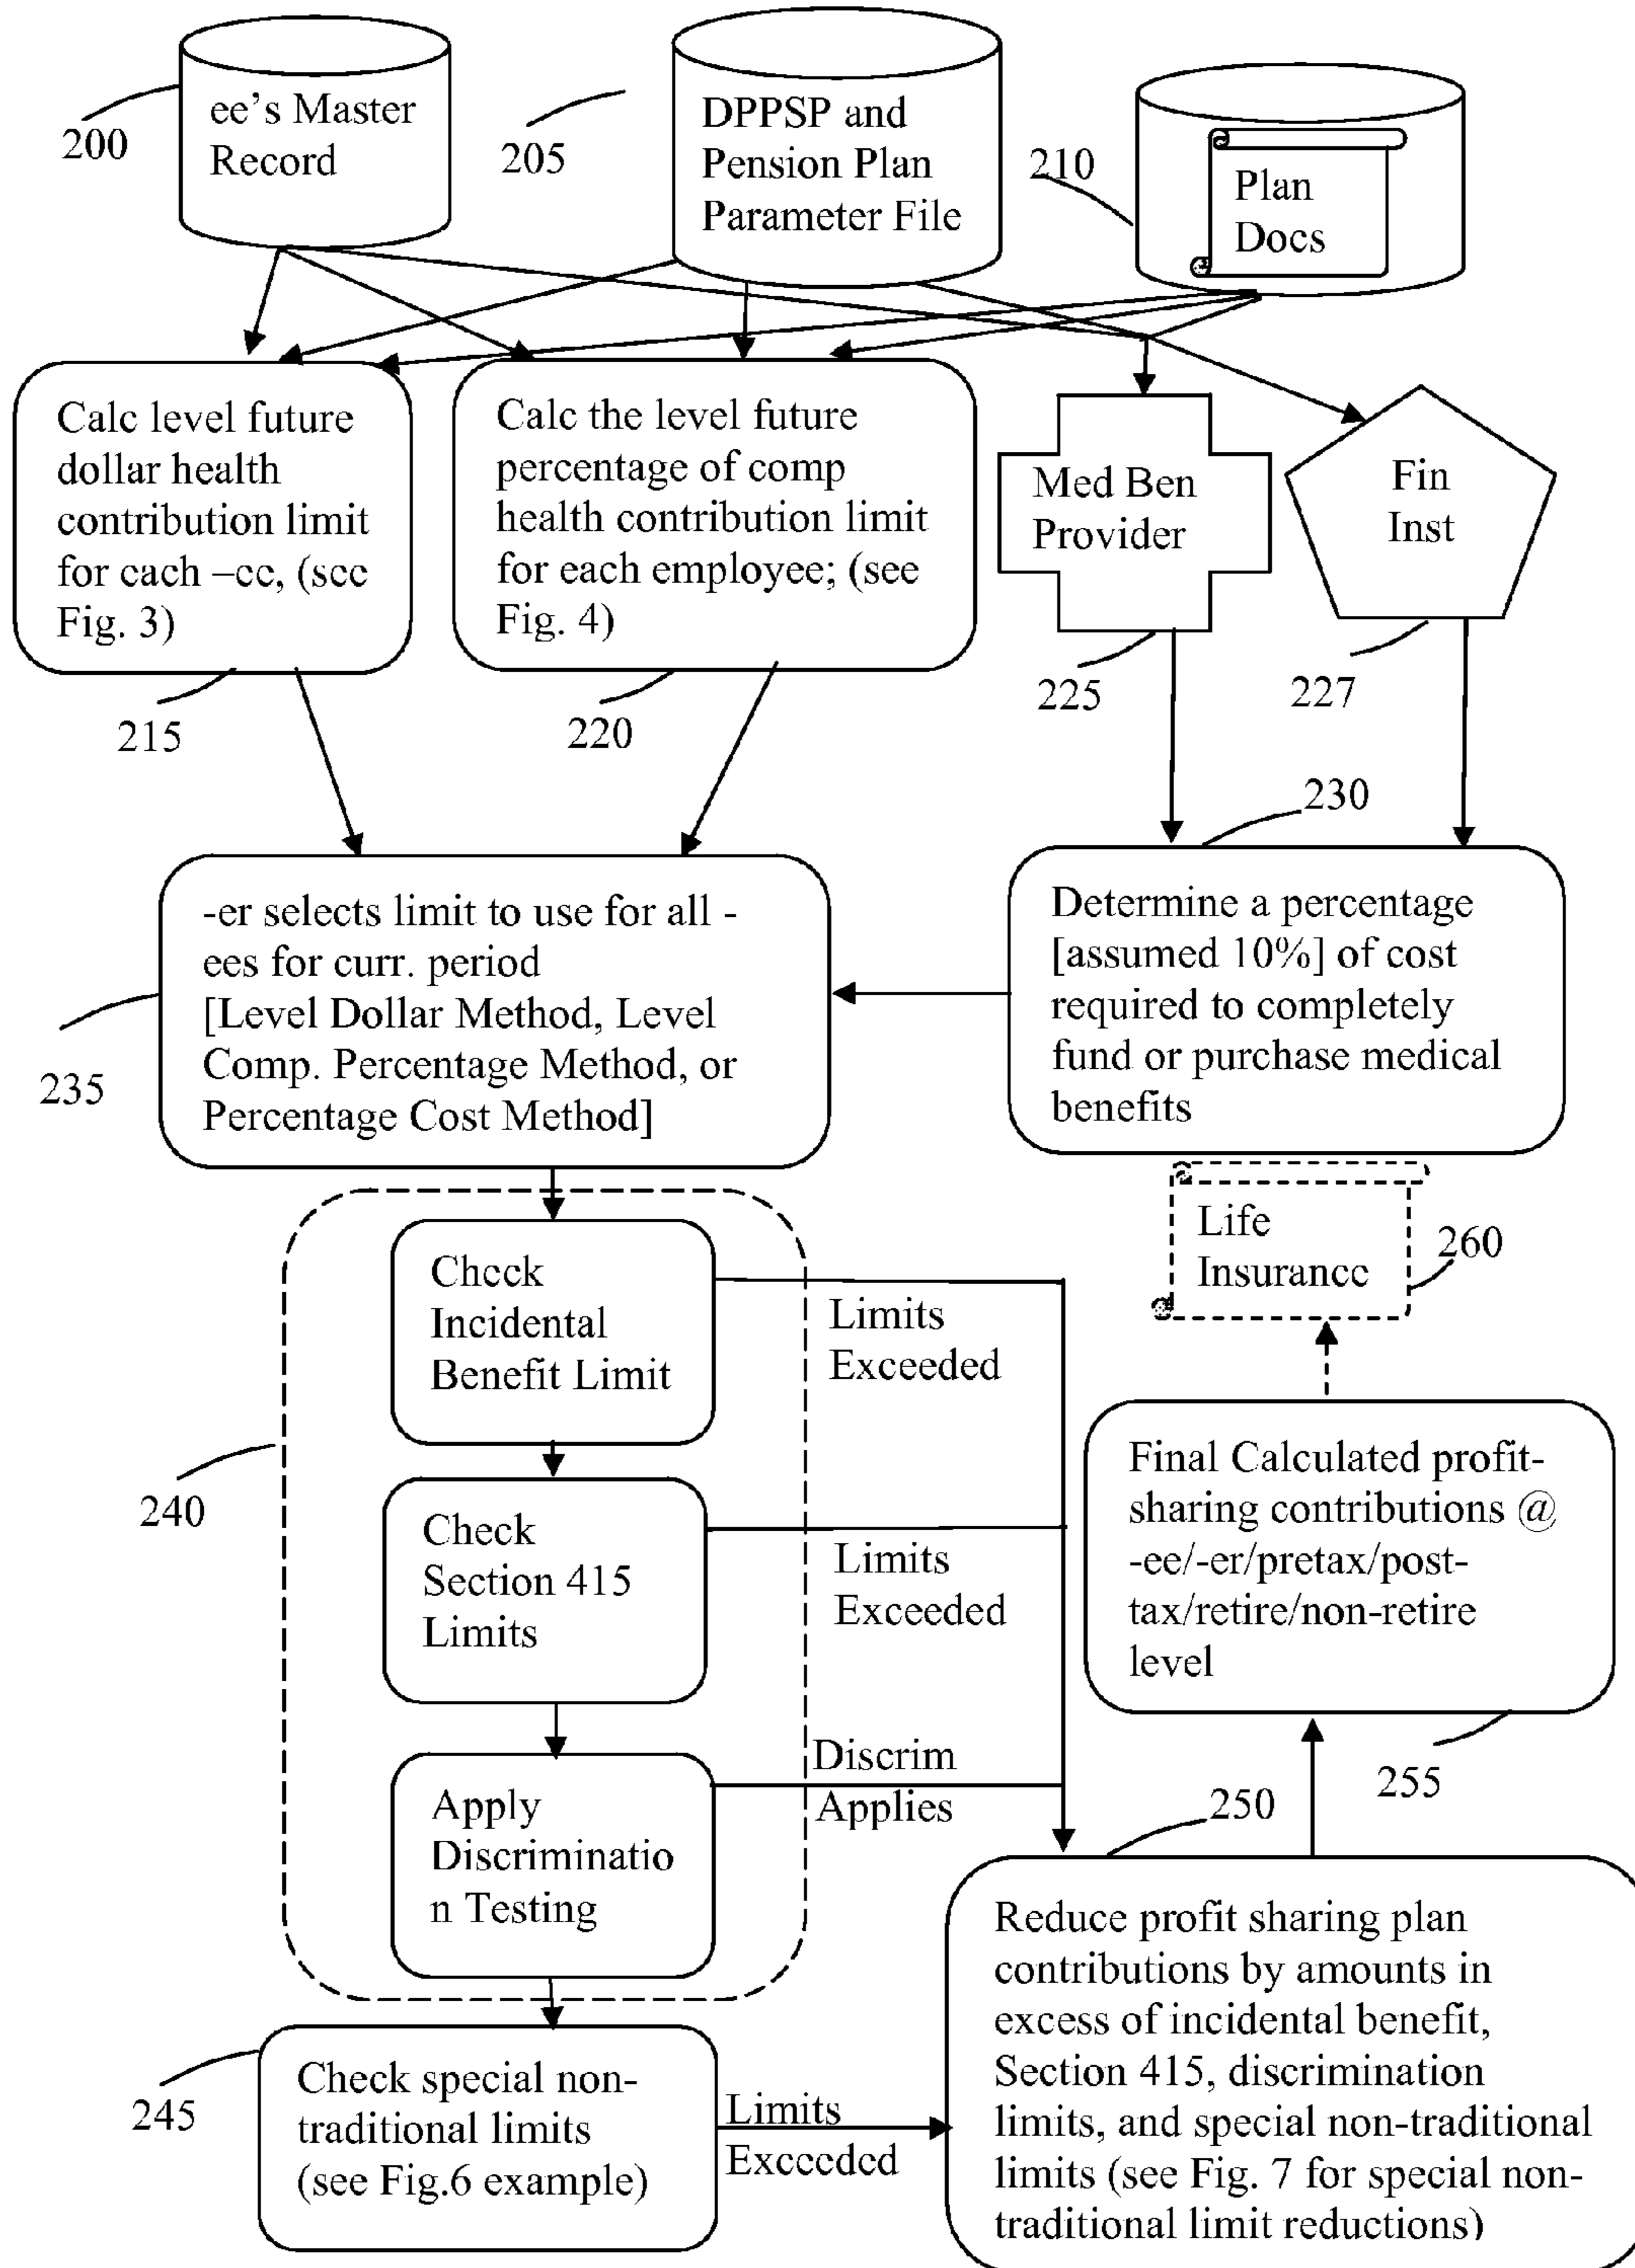 200
ee's Master
Record
205
DPPSP and
Pension Plan
Parameter File
210
Plan
Docs
Calc level future
dollar health
contribution limit
for each –ee, (see
Fig. 3)
215
Calc the level future
percentage of comp
health contribution limit
for each employee; (see
Fig. 4)
220
Med Ben
Provider
225
Fin
Inst
227
230
-er selects limit to use for all -
ees for curr. period
[Level Dollar Method, Level
Comp. Percentage Method, or
Percentage Cost Method]
235
Determine a percentage
[assumed 10%] of cost
required to completely
fund or purchase medical
benefits
Life
Insurance
260
Check
Incidental
Benefit Limit
Limits
Exceeded
240
Check
Section 415
Limits
Limits
Exceeded
Final Calculated profit-
sharing contributions @
-ee/-er/pretax/post-
tax/retire/non-retire
level
255
Apply
Discriminatio
n Testing
Discrim
Applies
250
245
Check special non-
traditional limits
(see Fig.6 example)
Limits
Exceeded
Reduce profit sharing plan
contributions by amounts in
excess of incidental benefit,
Section 415, discrimination
limits, and special non-traditional
limits (see Fig. 7 for special non-
traditional limit reductions)